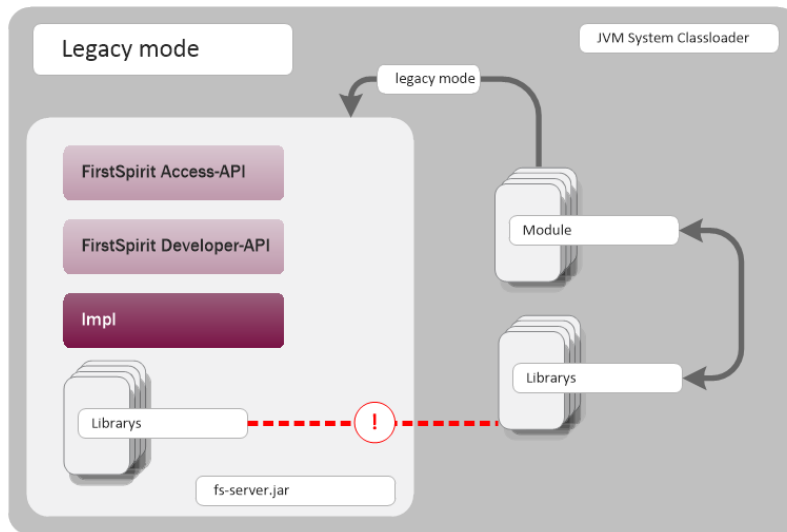 Legacy mode
JVM System Classloader
legacy mode
FirstSpirit Access-API
FirstSpirit Developer-API
Impl
Module
Librarys
Librarys
!
fs-server.jar